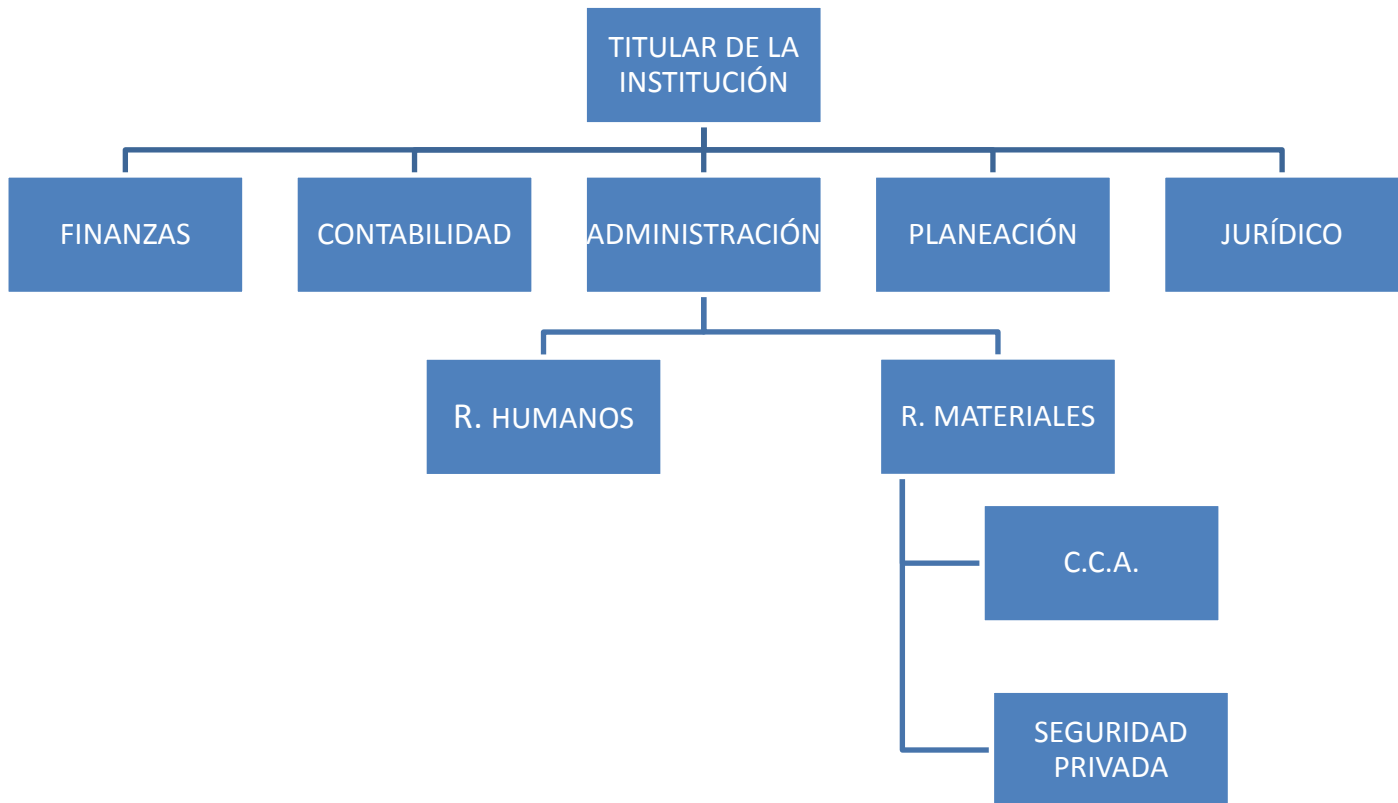 TITULAR DE LA
INSTITUCIÓN
FINANZAS
CONTABILIDAD
ADMINISTRACIÓN
PLANEACIÓN
JURÍDICO
R. HUMANOS
R. MATERIALES
C.C.A.
SEGURIDAD
PRIVADA